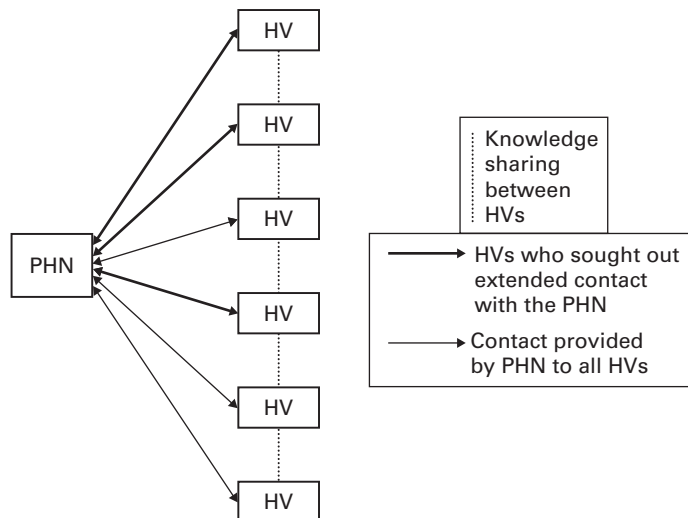 HV
HV
HV
PHN
HV
HV
HV
Knowledge
sharing
between
HVs
HVs who sought out
extended contact
with the PHN
Contact provided
by PHN to all HVs